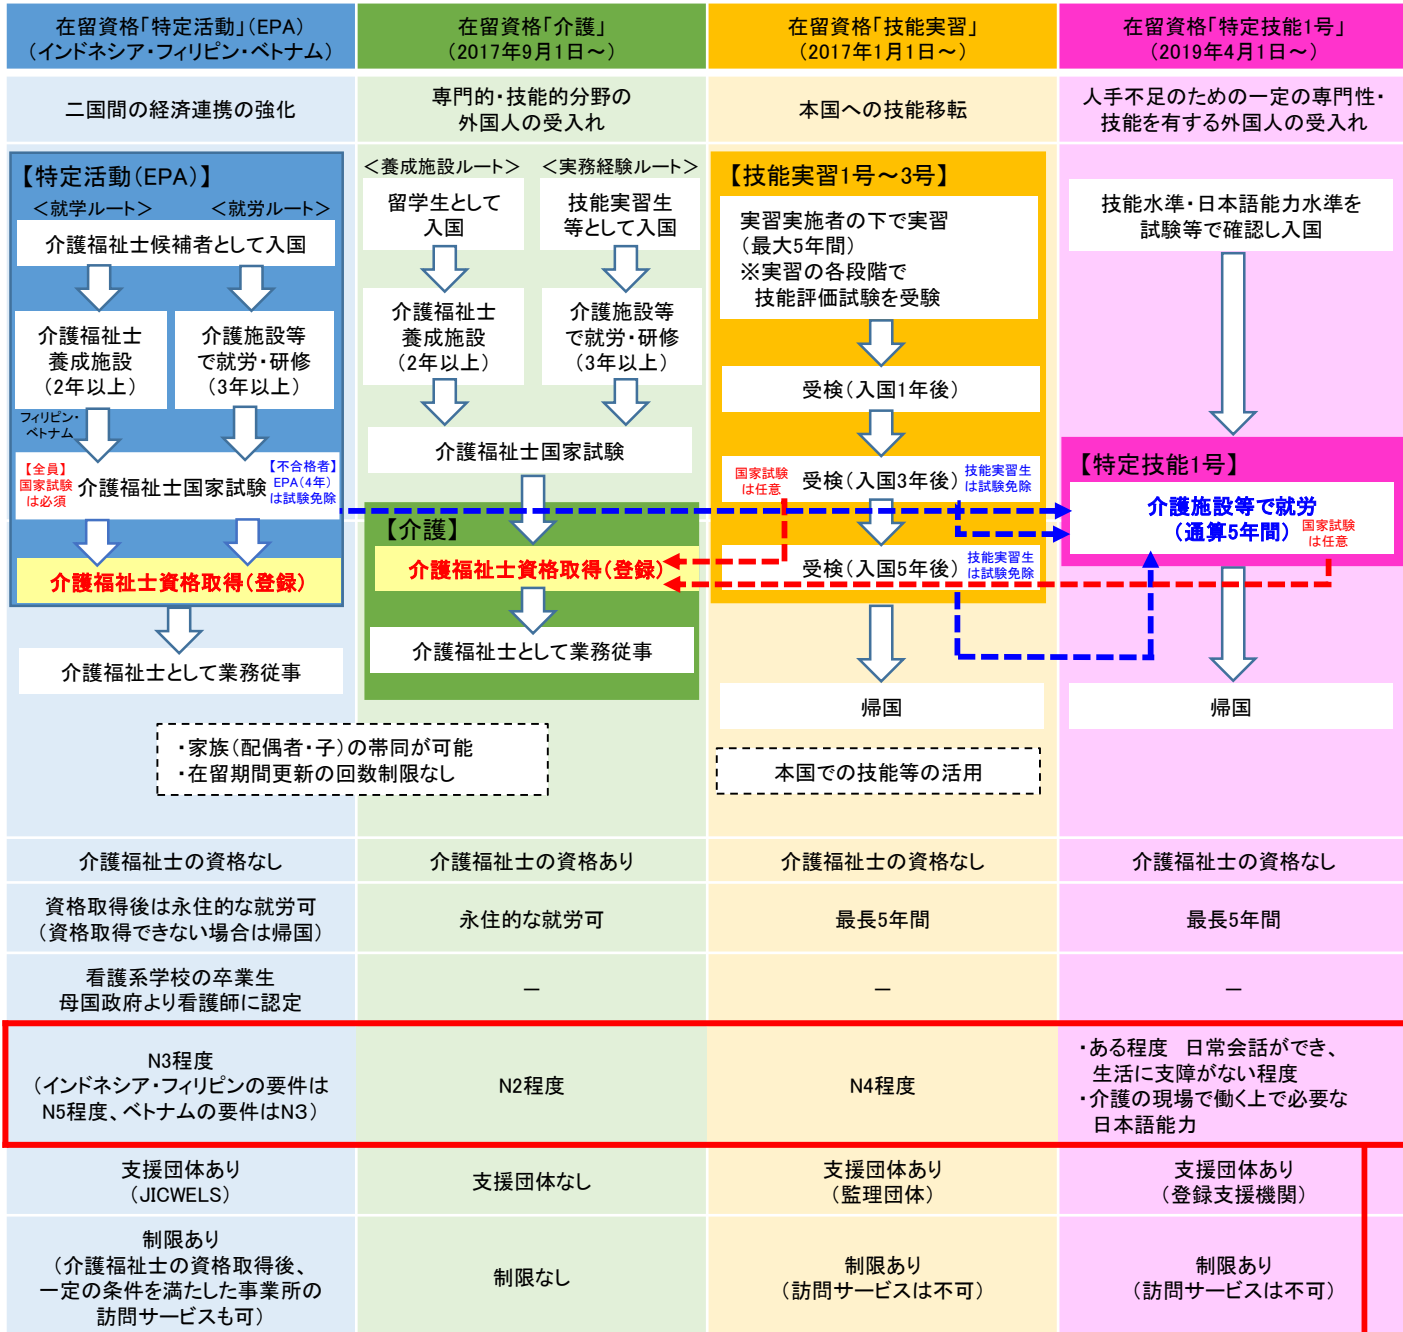 在留資格「特定活動」(EPA)
(インドネシア・フィリピン・ベトナム)
在留資格「介護」
(2017年9月1日～)
在留資格「技能実習」
(2017年1月1日～)
在留資格「特定技能1号」
(2019年4月1日～)
二国間の経済連携の強化
専門的・技能的分野の
外国人の受入れ
本国への技能移転
人手不足のための一定の専門性・
技能を有する外国人の受入れ
【特定活動(EPA)】
＜就学ルート＞
＜就労ルート＞
介護福祉士候補者として入国
介護福祉士
養成施設
(2年以上)
介護施設等
で就労・研修
(3年以上)
フィリピン・
ベトナム
【全員】
国家試験
は必須
介護福祉士国家試験
【不合格者】
EPA(4年)
は試験免除
介護福祉士資格取得(登録)
介護福祉士として業務従事
＜養成施設ルート＞
＜実務経験ルート＞
留学生として
入国
技能実習生
等として入国
介護福祉士
養成施設
(2年以上)
介護施設等
で就労・研修
(3年以上)
介護福祉士国家試験
【介護】
介護福祉士資格取得(登録)
介護福祉士として業務従事
【技能実習1号～3号】
実習実施者の下で実習
(最大5年間)
※実習の各段階で
技能評価試験を受験
受検(入国1年後)
国家試験
は任意
受検(入国3年後)
技能実習生
は試験免除
受検(入国5年後)
技能実習生
は試験免除
帰国
技能水準・日本語能力水準を
試験等で確認し入国
【特定技能1号】
介護施設等で就労
(通算5年間)
国家試験
は任意
帰国
・家族(配偶者・子)の帯同が可能
・在留期間更新の回数制限なし
本国での技能等の活用
介護福祉士の資格なし
介護福祉士の資格あり
介護福祉士の資格なし
介護福祉士の資格なし
資格取得後は永住的な就労可
(資格取得できない場合は帰国)
永住的な就労可
最長5年間
最長5年間
看護系学校の卒業生
母国政府より看護師に認定
－
－
－
N3程度
(インドネシア・フィリピンの要件は
N5程度、ベトナムの要件はN３)
N2程度
N4程度
・ある程度　日常会話ができ、
生活に支障がない程度
・介護の現場で働く上で必要な
日本語能力
支援団体あり
(JICWELS)
支援団体なし
支援団体あり
(監理団体)
支援団体あり
(登録支援機関)
制限あり
(介護福祉士の資格取得後、
一定の条件を満たした事業所の
訪問サービスも可)
制限なし
制限あり
(訪問サービスは不可)
制限あり
(訪問サービスは不可)